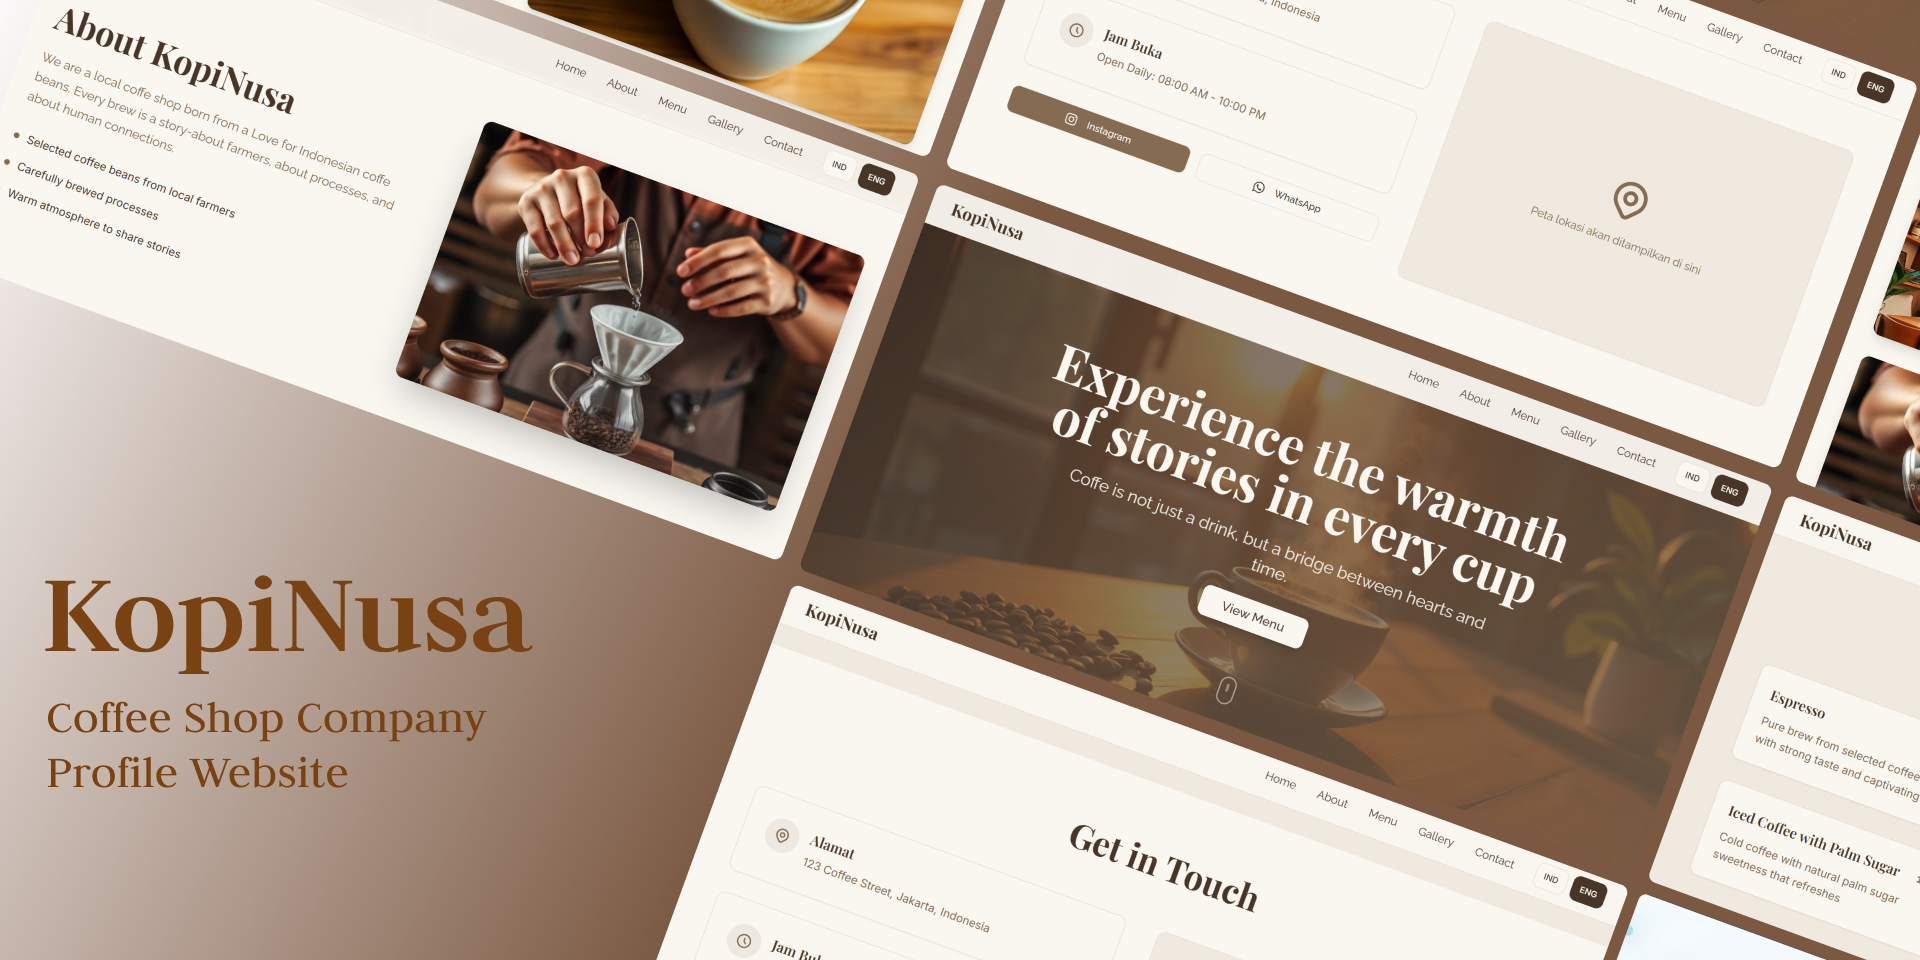 About KopiNusa
We are a local coffe shop born from a Love for Indonesian coffe
beans. Every brew is a story-about farmers, about processes, and
about human connections.
Selected coffee beans from local farmers
Carefully brewed processes
Warm atmosphere to share stories
Home About Menu Gallery Contact IND ENG
Indonesia
Jam Buka
Open Daily: 08:00 AM - 10:00 PM
Instagram
WhatsApp
Menu Gallery Contact IND ENG
Peta lokasi akan ditampilkan di sini
KopiNusa
Home About Menu Gallery Contact IND ENG
Experience the warmth
of stories in every cup
Coffe is not just a drink, but a bridge between hearts and
time.
View Menu
KopiNusa
Coffee Shop Company
Profile Website
KopiNusa
Home About Menu Gallery Contact IND ENG
Get in Touch
Alamat
123 Coffee Street, Jakarta, Indonesia
Jam Buka
KopiNusa
Espresso
Pure brew from selected coffee
with strong taste and captivating
Iced Coffee with Palm Sugar
Cold coffee with natural palm sugar
sweetness that refreshes